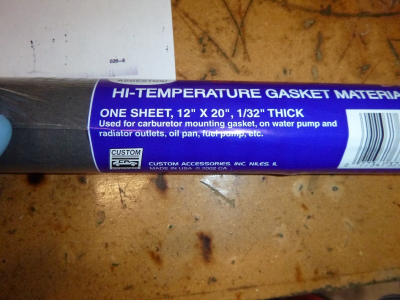 HI-TEMPERATURE GASKET MATERIA
ONE SHEET, 12" X 20", 1/32" THICK
Used for carburetor mounting gasket, on water pump and
radiator outlets, oil pan, fuel pump, etc.
CUSTOM
CUSTOM ACCESSORIES, INC. NILES, IL
MADE IN USA © 2002 CA